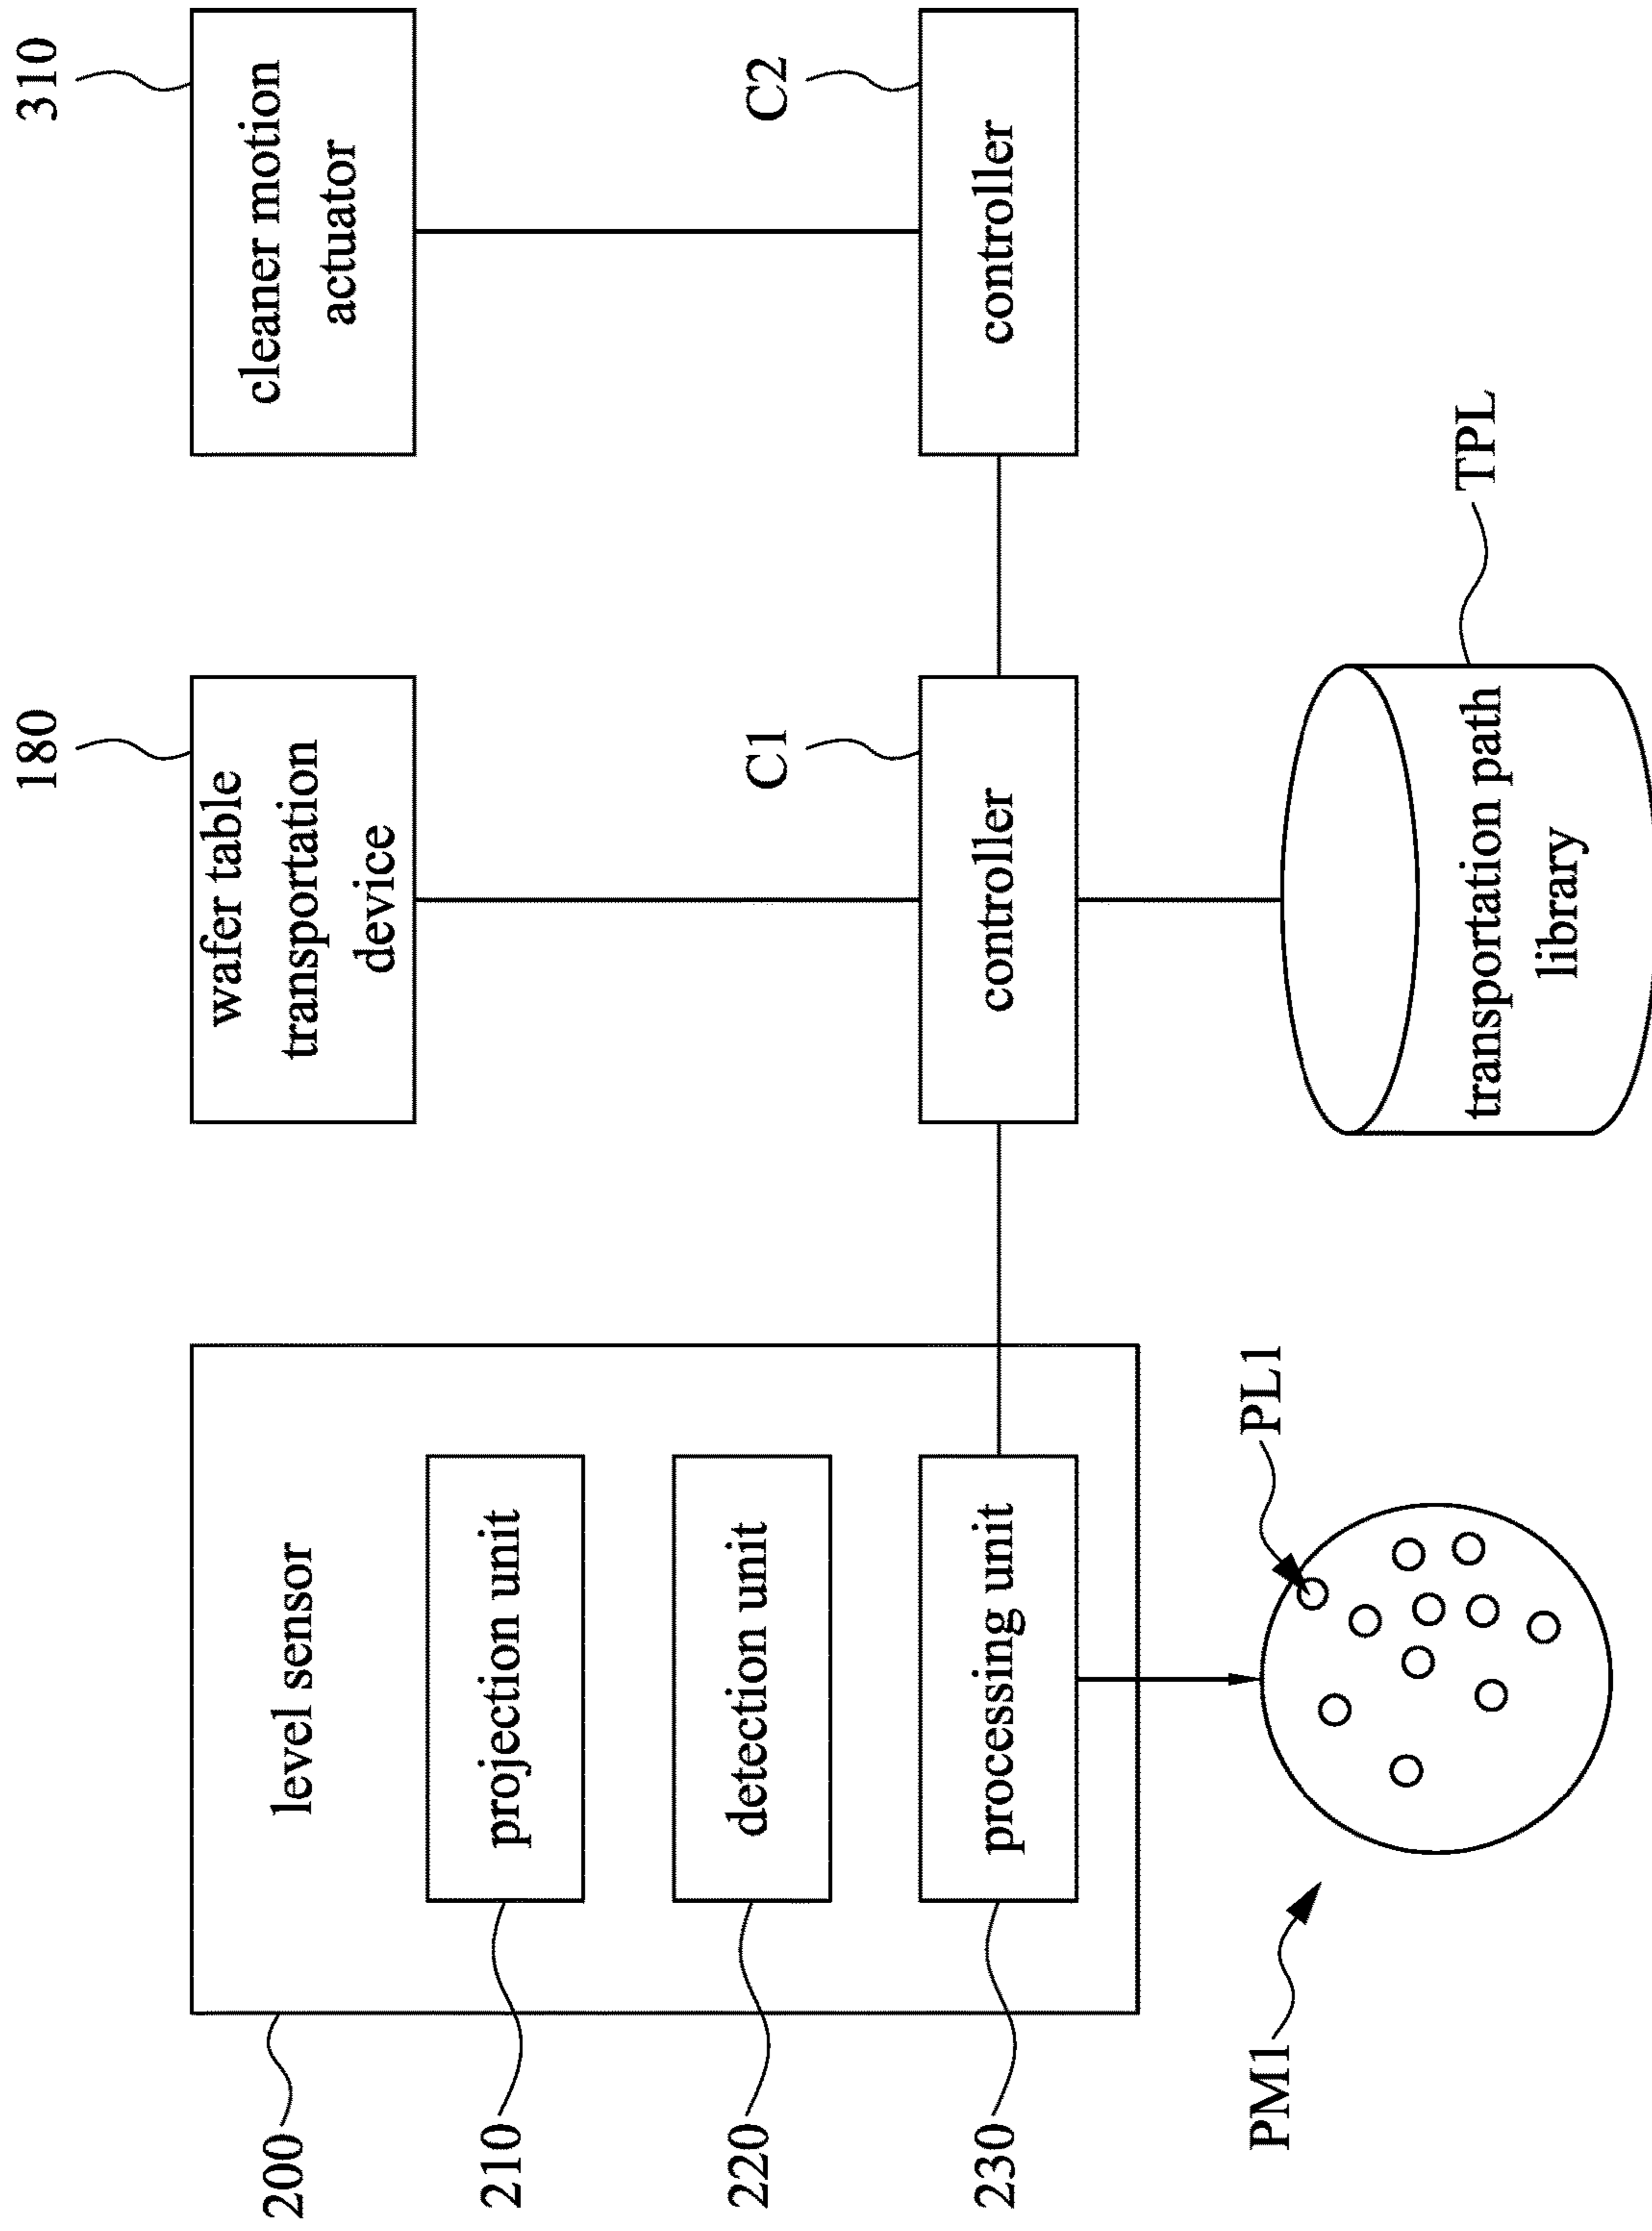 200
level sensor
210
projection unit
220
detection unit
230
processing unit
PM1
PL1
180
wafer table
transportation
device
C1
controller
TPL
transportation path
library
310
cleaner motion
actuator
C2
controller